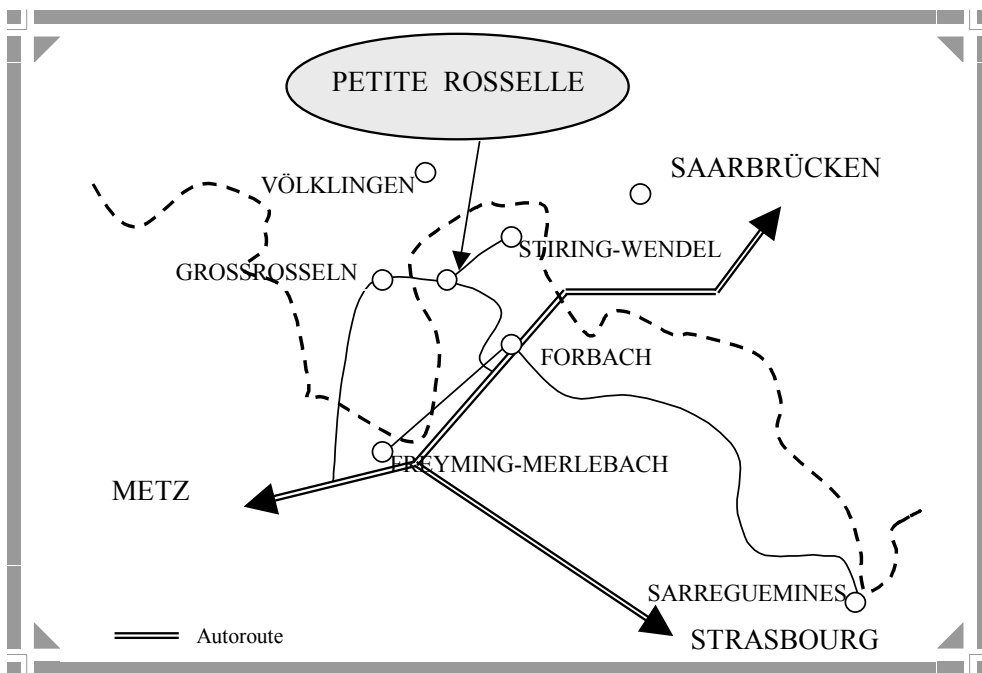 PETITE ROSSELLE
SAARBRÜCKEN
VÖLKLINGEN
STIRING-WENDEL
GROSSROSSELN
FORBACH
FREYMING-MERLEBACH
METZ
SARREGUEMINES
Autoroute
STRASBOURG